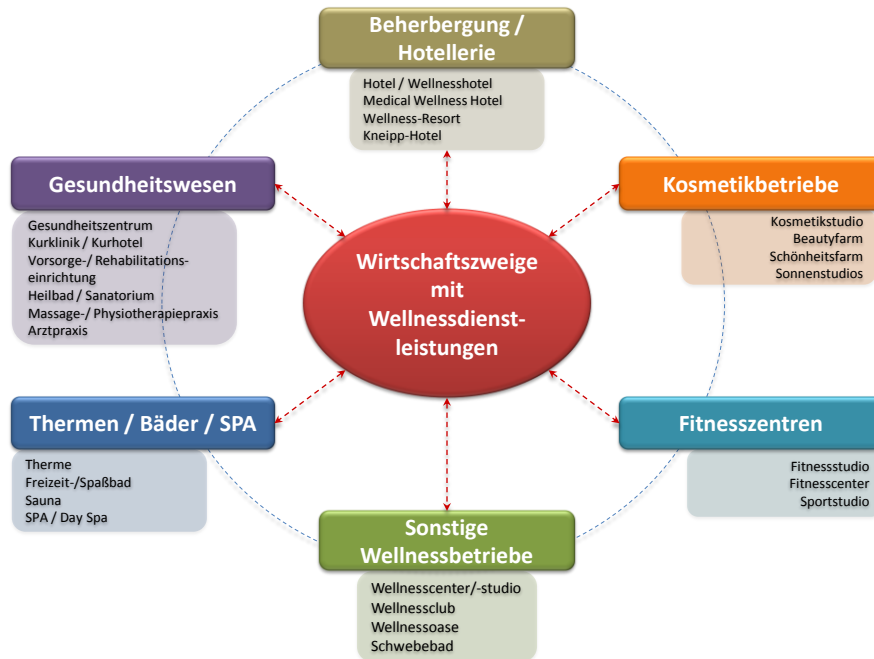 Beherbergung /
Hotellerie
Hotel / Wellnesshotel
Medical Wellness Hotel
Wellness-Resort
Kneipp-Hotel
Gesundheitswesen
Gesundheitszentrum
Kurklinik / Kurhotel
Vorsorge-/ Rehabilitations-
einrichtung
Heilbad / Sanatorium
Massage-/ Physiotherapiepraxis
Arztpraxis
Kosmetikbetriebe
Kosmetikstudio
Beautyfarm
Schönheitsfarm
Sonnenstudios
Wirtschaftszweige
mit
Wellnessdienst-
leistungen
Thermen / Bäder / SPA
Therme
Freizeit-/Spaßbad
Sauna
SPA / Day Spa
Fitnesszentren
Fitnessstudio
Fitnesscenter
Sportstudio
Sonstige
Wellnessbetriebe
Wellnesscenter/-studio
Wellnessclub
Wellnessoase
Schwebebad